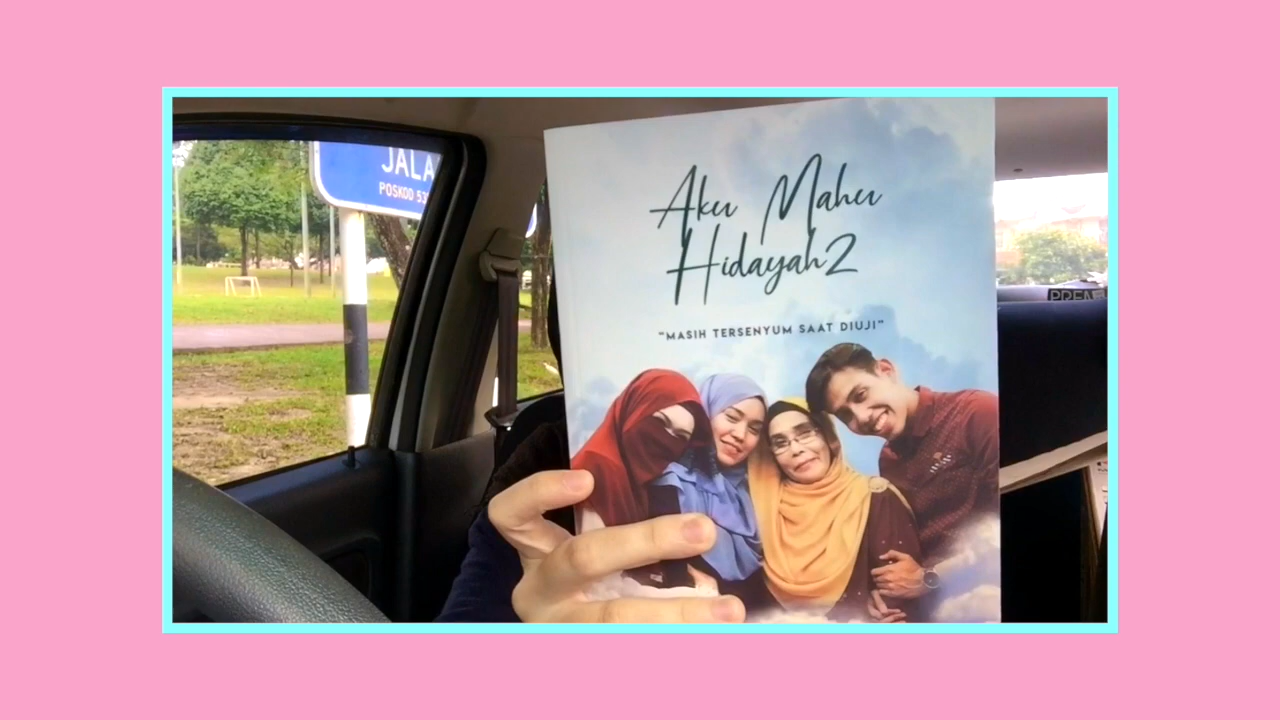 JALA
POSKOD 53
Aku Mahu
Hidayah 2
"MASIH TERSENYUM SAAT DIUJI"